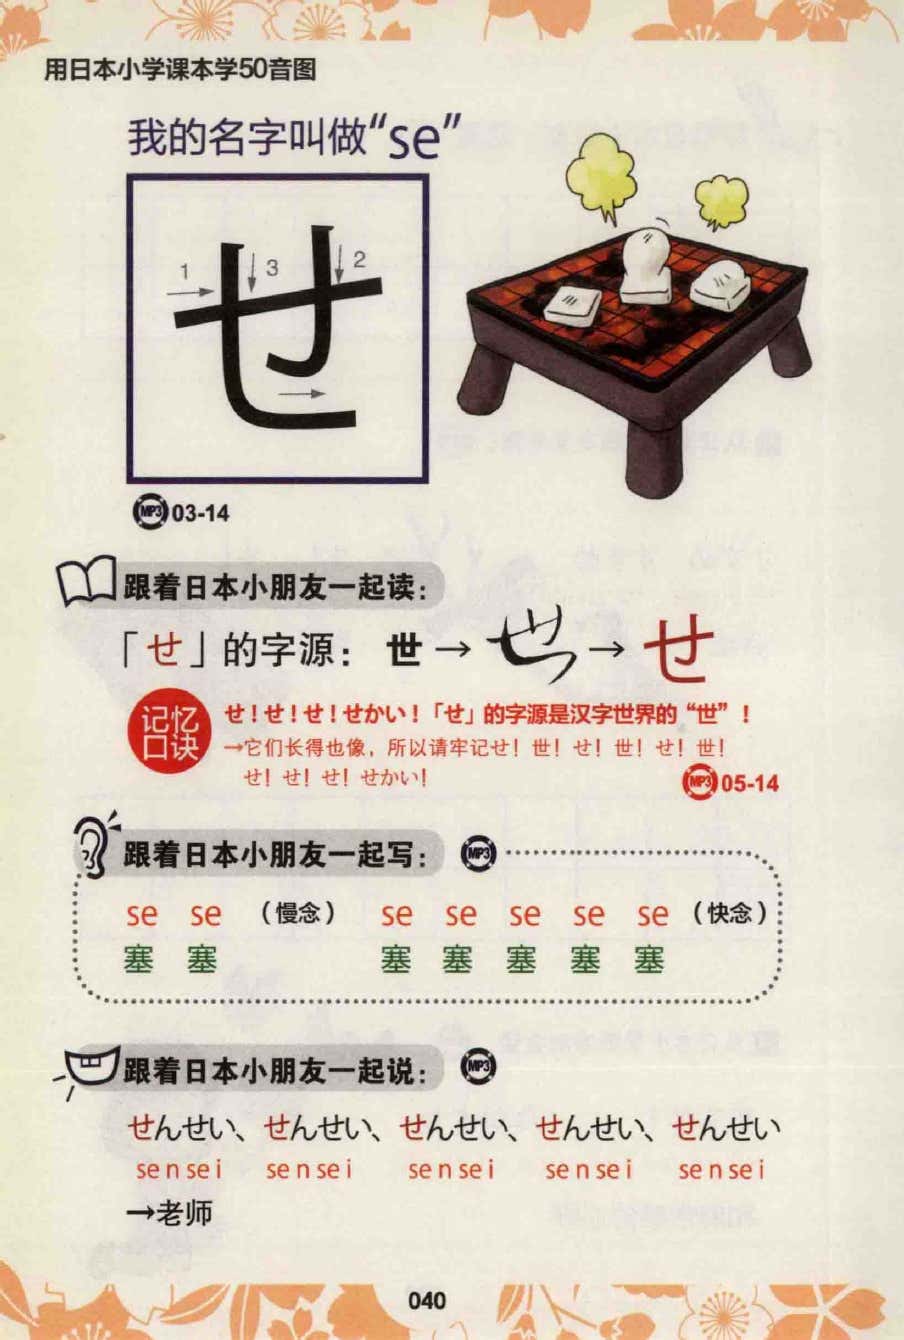 用日本小学课本学50音图
我的名字叫做“se”
せ
1
3
2
MP3 03-14
跟着日本小朋友一起读：
「せ」的字源：世→世→せ
记忆
口诀
せ！せ！せ！せかい！「せ」的字源是汉字世界的“世”！
→它们长得也像，所以请牢记せ！世！せ！世！せ！世！
せ！せ！せ！せかい！
MP3 05-14
跟着日本小朋友一起写：MP3
se se （慢念） se se se se se （快念）
塞 塞 塞 塞 塞 塞 塞
跟着日本小朋友一起说：MP3
せんせい、せんせい、せんせい、せんせい、せんせい
sensei sensei sensei sensei sensei
→老师
040